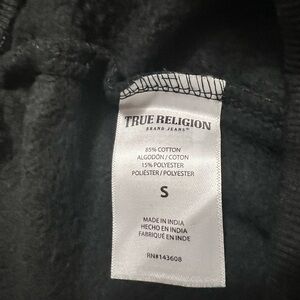 TRUE RELIGION
BRAND JEANS
85% COTTON
ALGODÓN / COTON
15% POLYESTER
POLIÉSTER / POLYESTER
S
MADE IN INDIA
HECHO EN INDIA
FABRIQUÉ EN INDE
RN#143608